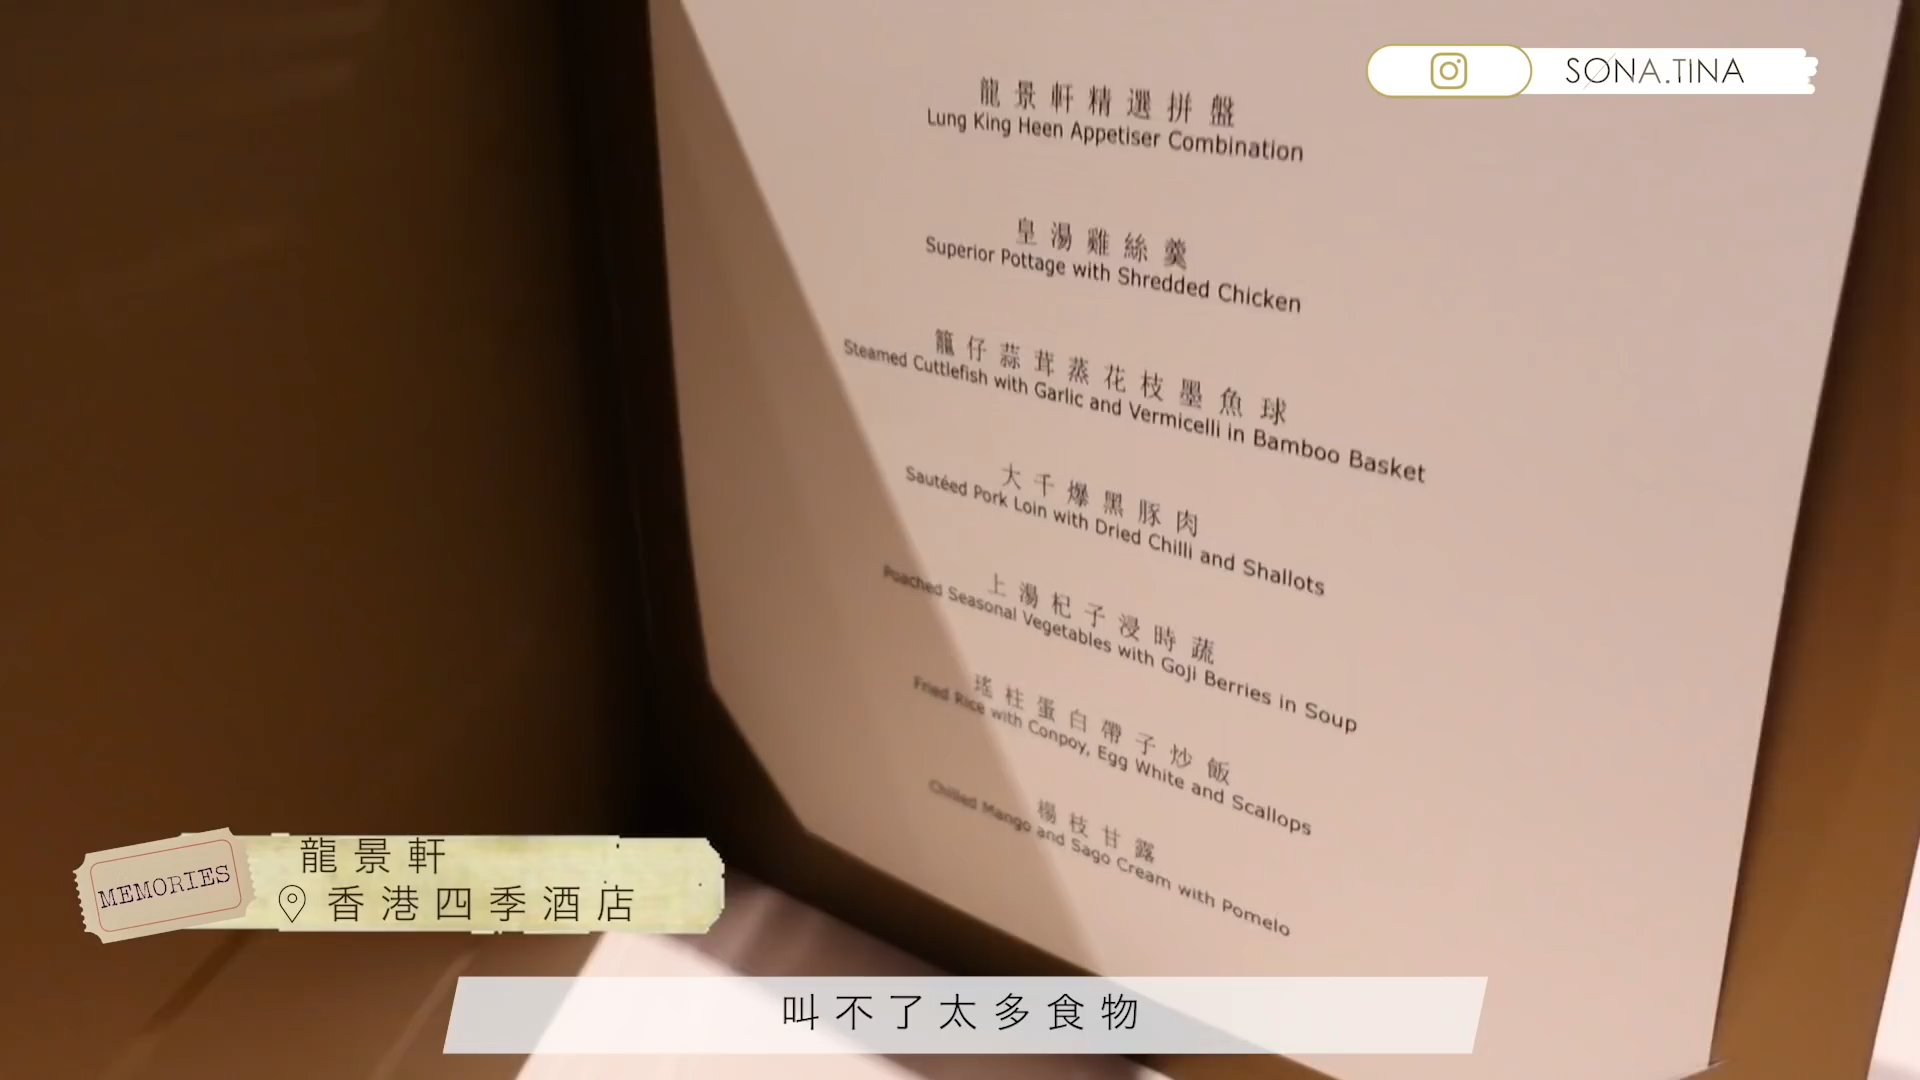 SØNA.TINA
龍景軒精選拼盤
Lung King Heen Appetiser Combination
皇湯雞絲羹
Superior Pottage with Shredded Chicken
籠仔蒜茸蒸花枝墨魚球
Steamed Cuttlefish with Garlic and Vermicelli in Bamboo Basket
大千爆黑豚肉
Sautéed Pork Loin with Dried Chilli and Shallots
上湯杞子浸時蔬
Poached Seasonal Vegetables with Goji Berries in Soup
瑤柱蛋白帶子炒飯
Fried Rice with Conpoy, Egg White and Scallops
楊枝甘露
Chilled Mango and Sago Cream with Pomelo
MEMORIES
龍景軒
香港四季酒店
叫不了太多食物